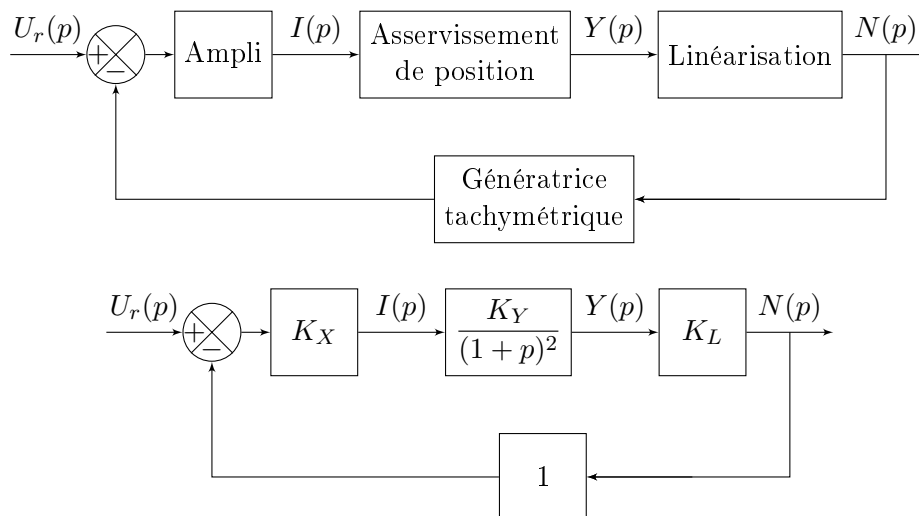 U_r(p)
+
−
Ampli
I(p)
Asservissement
de position
Y(p)
Linéarisation
N(p)
Génératrice
tachymétrique
U_r(p)
+
−
K_X
I(p)
K_Y
(1 + p)^2
Y(p)
K_L
N(p)
1